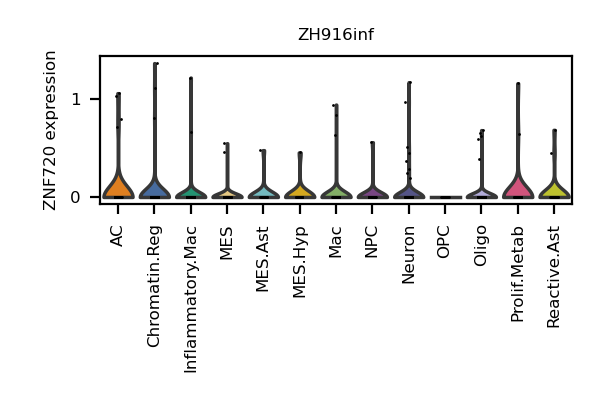 ZH916inf
ZNF720 expression
1
0
AC
Chromatin.Reg
Inflammatory.Mac
MES
MES.Ast
MES.Hyp
Mac
NPC
Neuron
OPC
Oligo
Prolif.Metab
Reactive.Ast